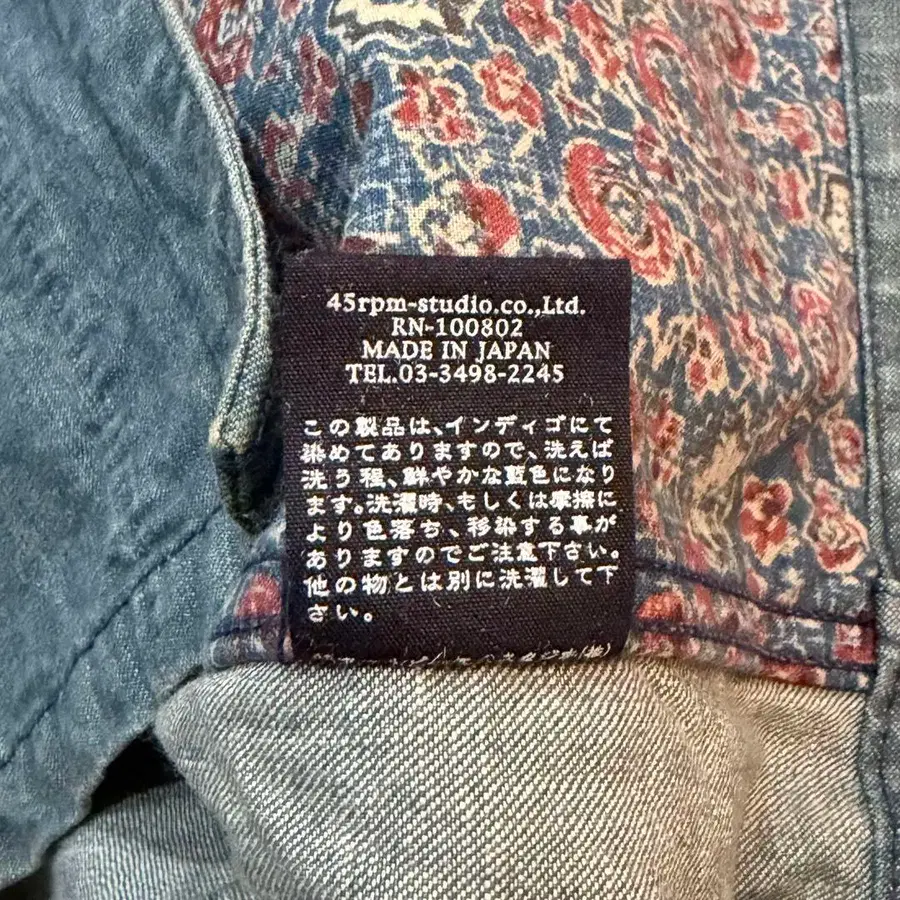 45rpm-studio.co.,Ltd.
RN-100802
MADE IN JAPAN
TEL.03-3498-2245
この製品は、インディゴにて
染めてありますので、洗えば
洗う程、鮮やかな藍色になり
ます。洗濯時、もしくは摩擦に
より色落ち、移染する事が
ありますのでご注意下さい。
他の物とは別に洗濯して下
さい。